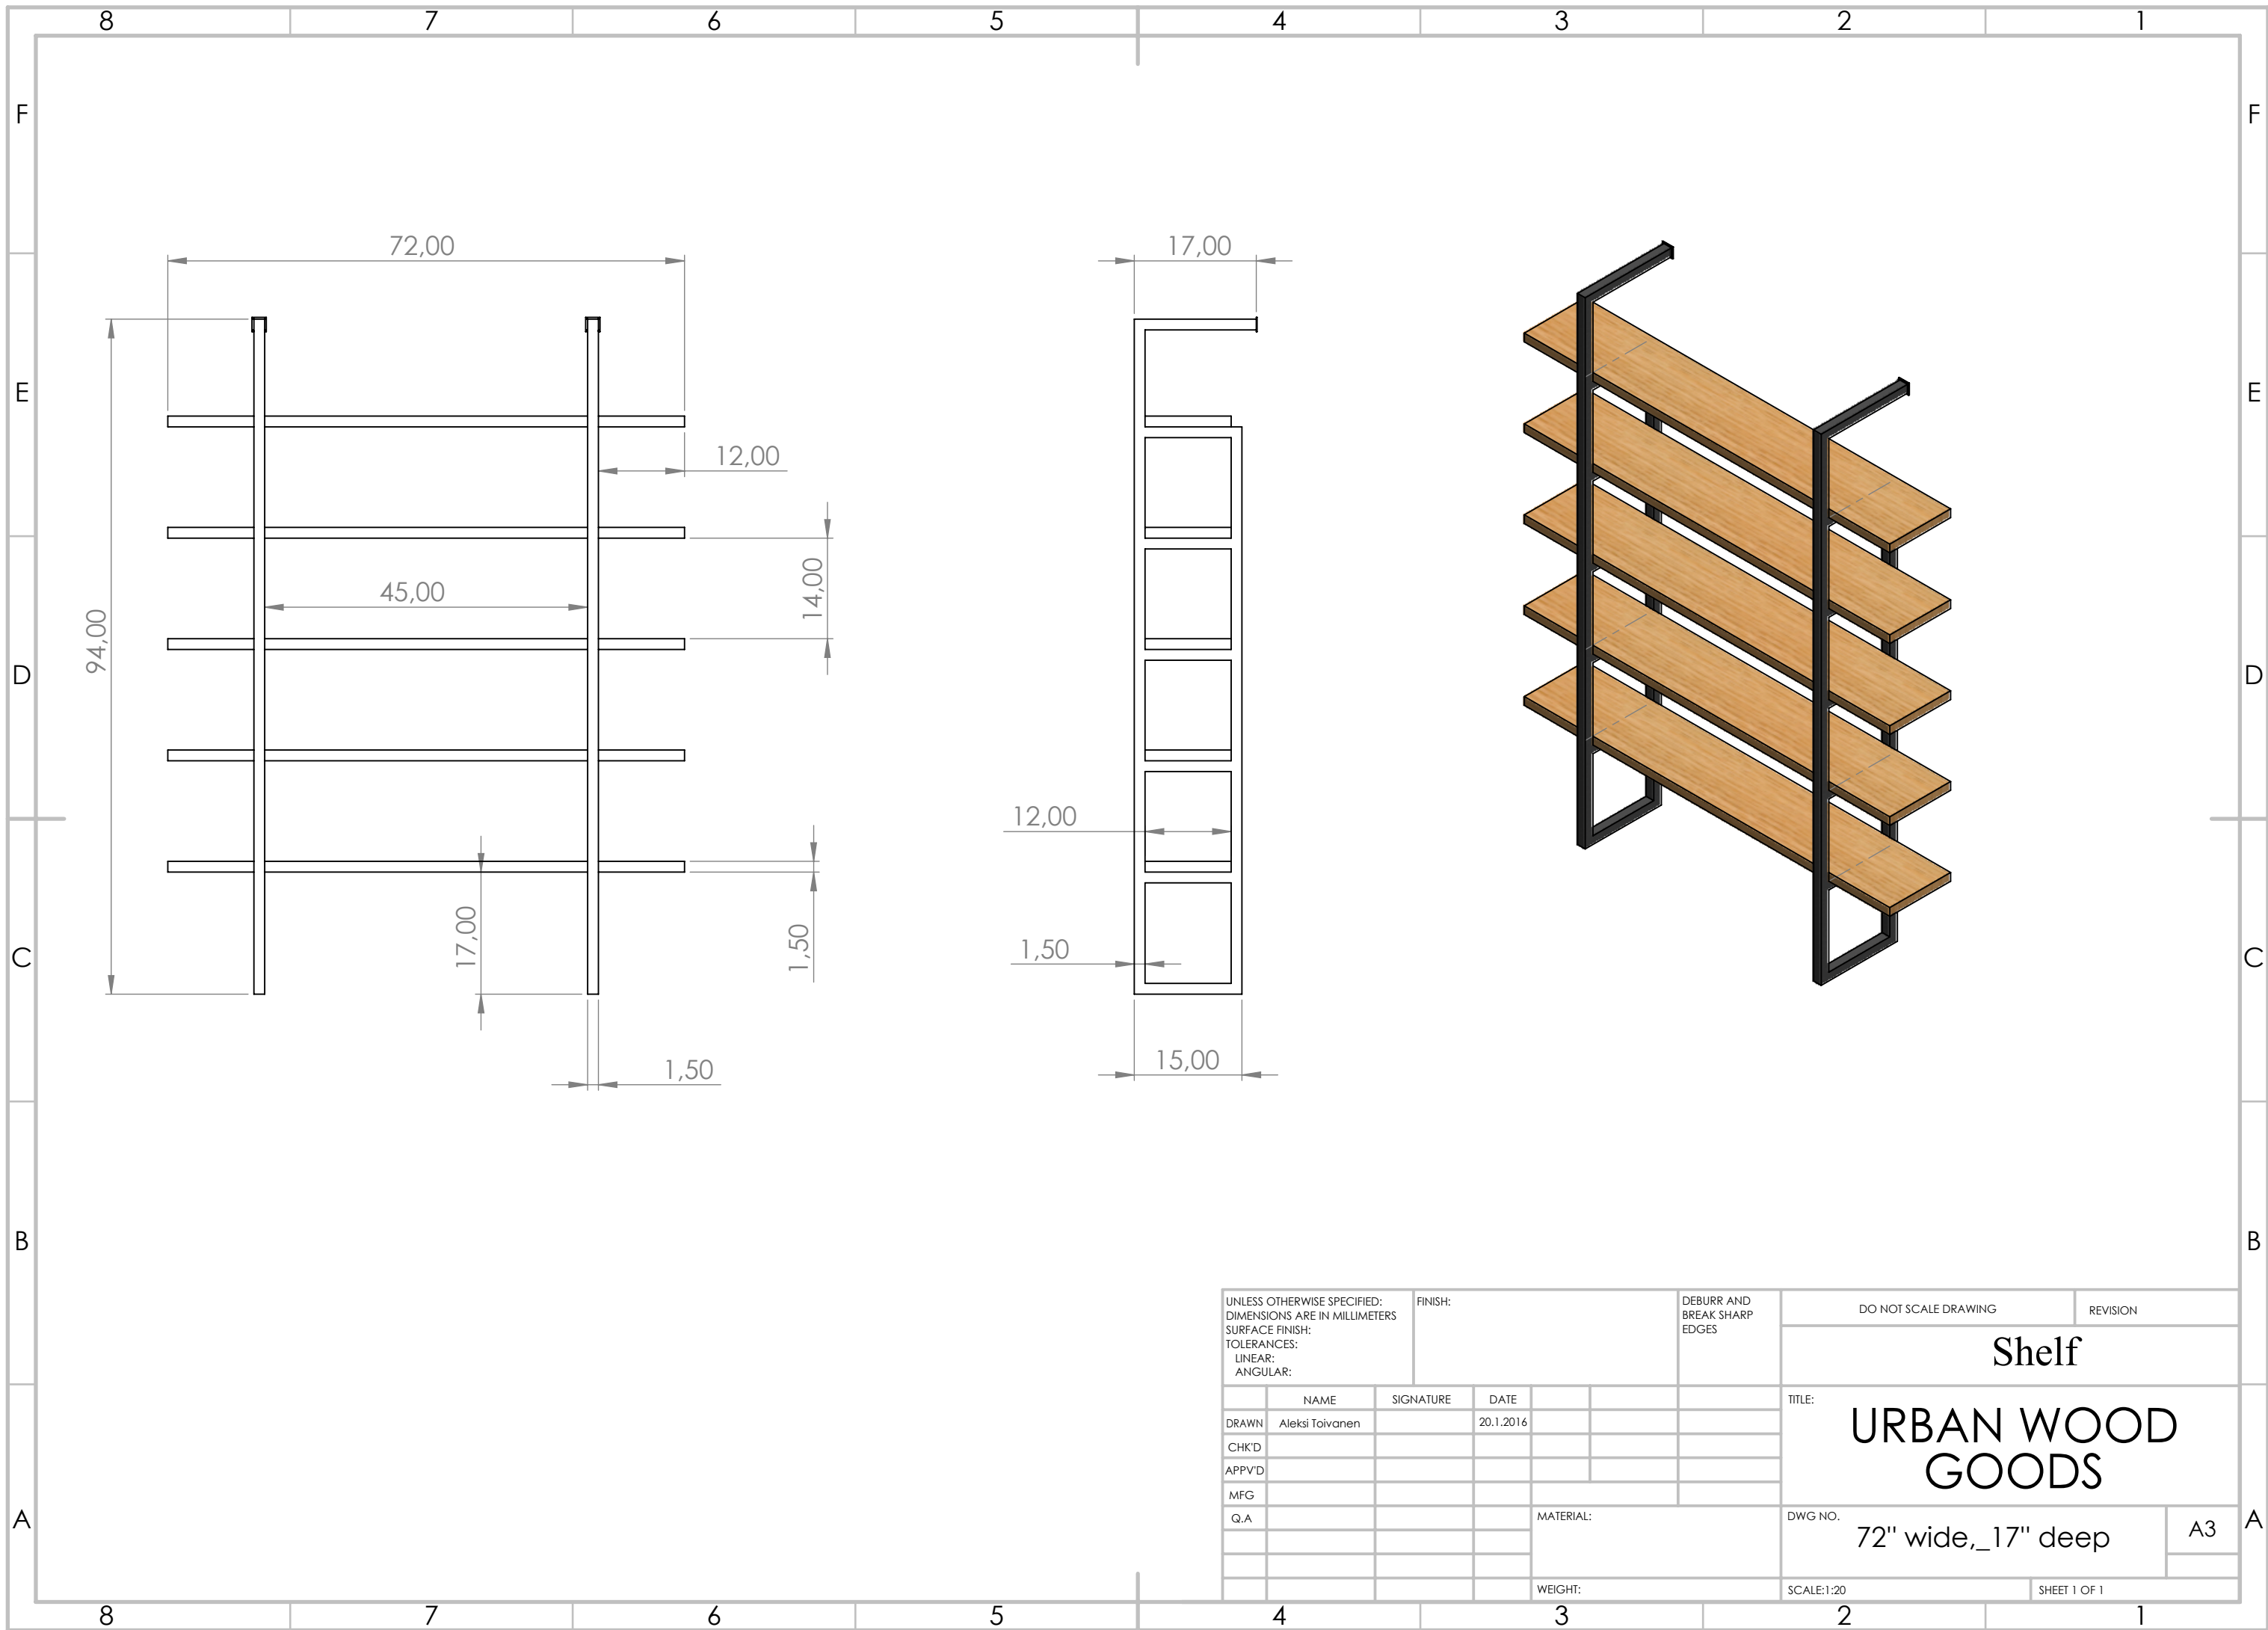 8 7 6 5 4 3 2 1
F F
E E
D D
C C
B B
A A
72,00
17,00
12,00
14,00
45,00
94,00
12,00
17,00
1,50
1,50
1,50
15,00
UNLESS OTHERWISE SPECIFIED:
DIMENSIONS ARE IN MILLIMETERS
SURFACE FINISH:
TOLERANCES:
LINEAR:
ANGULAR:
FINISH:
DEBURR AND
BREAK SHARP
EDGES
DO NOT SCALE DRAWING
REVISION
Shelf
NAME SIGNATURE DATE
DRAWN Aleksi Toivanen 20.1.2016
CHK'D
APPV'D
MFG
Q.A
TITLE:
URBAN WOOD
GOODS
MATERIAL:
DWG NO.
72" wide,_17" deep
A3
WEIGHT:
SCALE:1:20
SHEET 1 OF 1
8 7 6 5 4 3 2 1